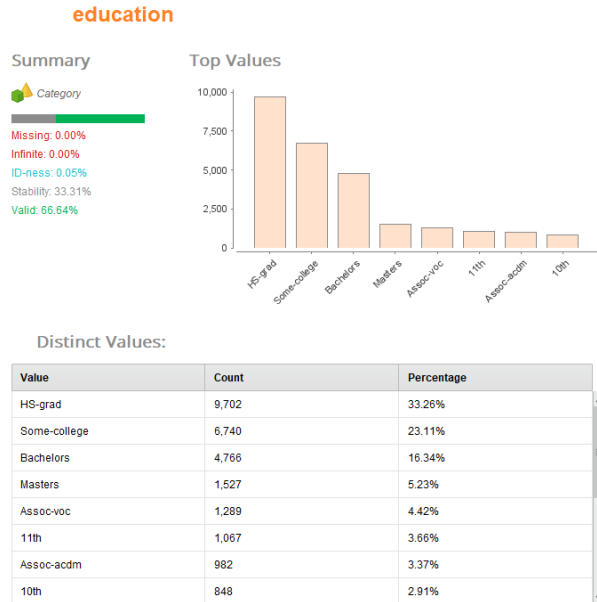 education
Summary
Category
Missing: 0.00%
Infinite: 0.00%
ID-ness: 0.05%
Stability: 33.31%
Valid: 66.64%
Top Values
10,000
7,500
5,000
2,500
0
HS-grad
Some-college
Bachelors
Masters
Assoc-voc
11th
Assoc-acdm
10th
Distinct Values:
Value Count Percentage
HS-grad 9,702 33.26%
Some-college 6,740 23.11%
Bachelors 4,766 16.34%
Masters 1,527 5.23%
Assoc-voc 1,289 4.42%
11th 1,067 3.66%
Assoc-acdm 982 3.37%
10th 848 2.91%